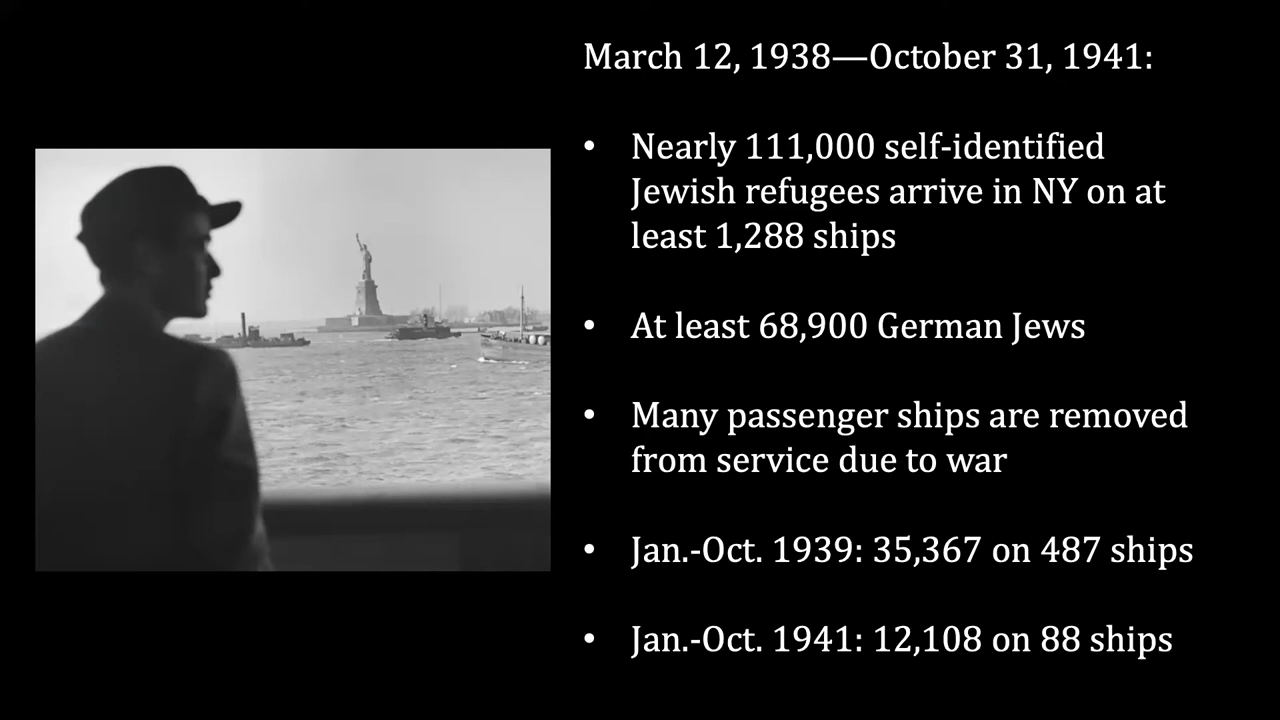 March 12, 1938—October 31, 1941:
• Nearly 111,000 self-identified
Jewish refugees arrive in NY on at
least 1,288 ships
• At least 68,900 German Jews
• Many passenger ships are removed
from service due to war
• Jan.-Oct. 1939: 35,367 on 487 ships
• Jan.-Oct. 1941: 12,108 on 88 ships